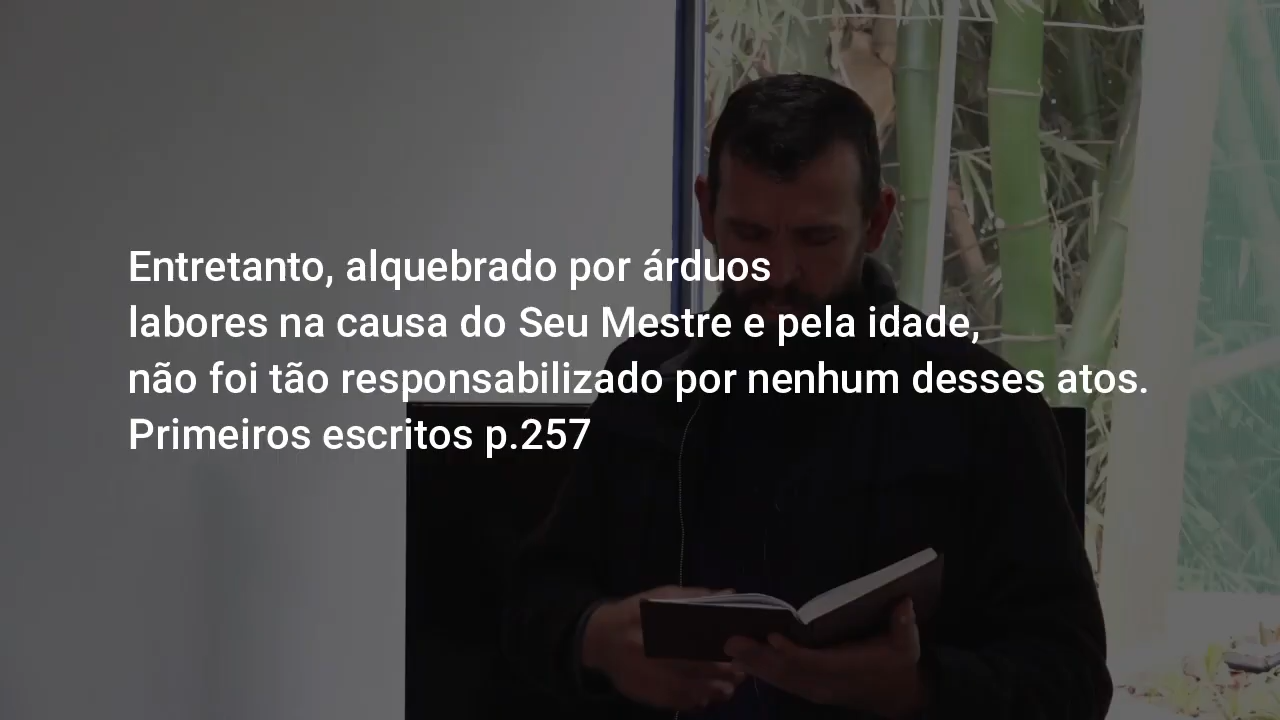 Entretanto, alquebrado por árduos
labores na causa do Seu Mestre e pela idade,
não foi tão responsabilizado por nenhum desses atos.
Primeiros escritos p.257